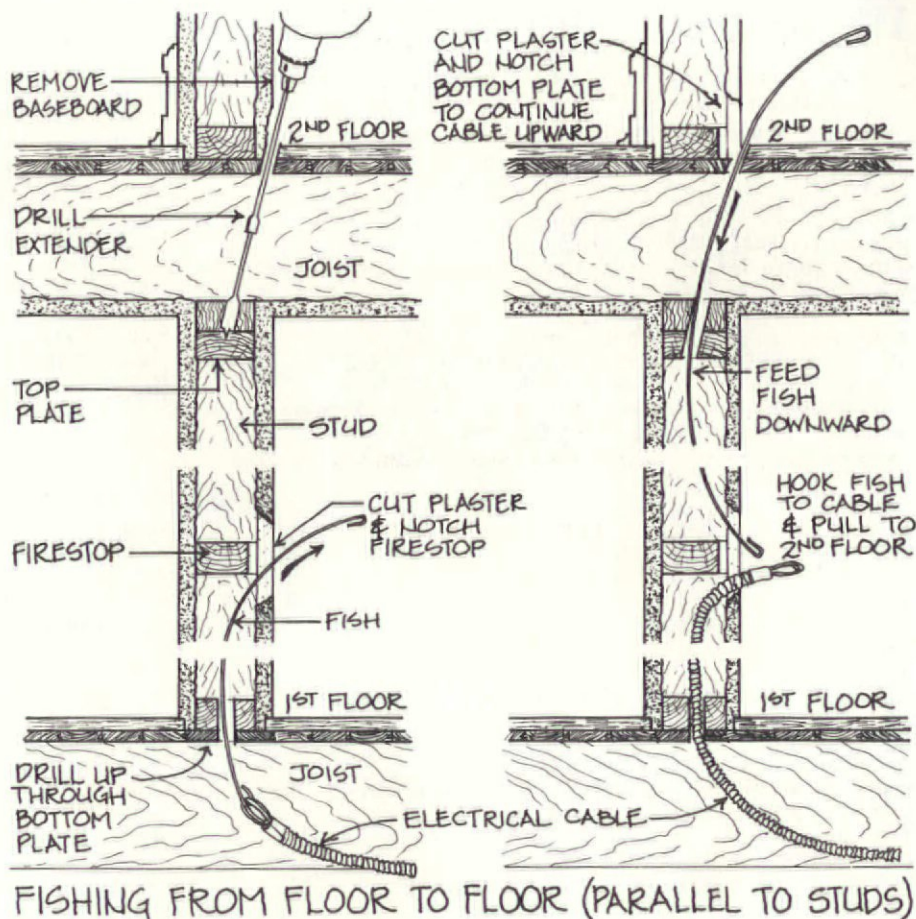 REMOVE
BASEBOARD
2ND FLOOR
DRILL
EXTENDER
JOIST
TOP
PLATE
STUD
CUT PLASTER
& NOTCH
FIRESTOP
FIRESTOP
FISH
1ST FLOOR
DRILL UP
THROUGH
BOTTOM
PLATE
JOIST
ELECTRICAL CABLE
CUT PLASTER
AND NOTCH
BOTTOM PLATE
TO CONTINUE
CABLE UPWARD
2ND FLOOR
FEED
FISH
DOWNWARD
HOOK FISH
TO CABLE
& PULL TO
2ND FLOOR
1ST FLOOR
FISHING FROM FLOOR TO FLOOR (PARALLEL TO STUDS)